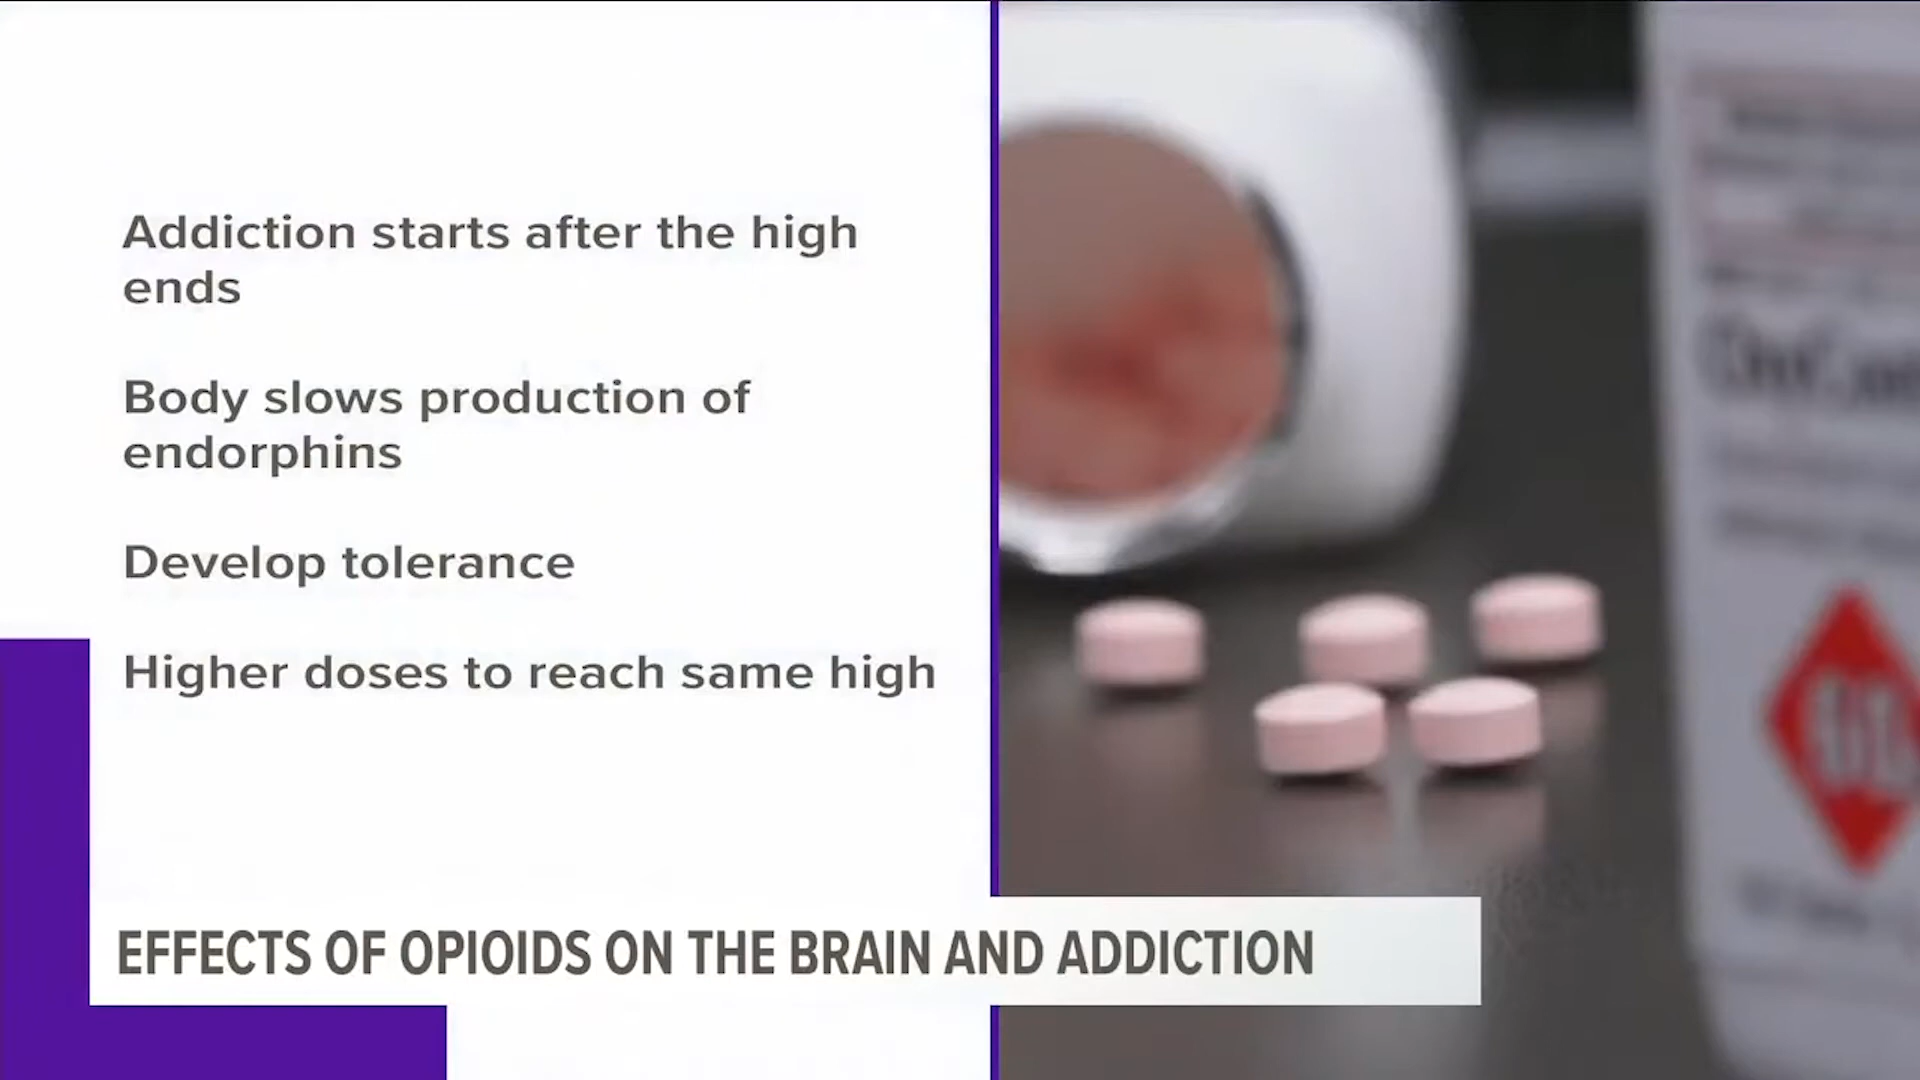 Addiction starts after the high
ends
Body slows production of
endorphins
Develop tolerance
Higher doses to reach same high
EFFECTS OF OPIOIDS ON THE BRAIN AND ADDICTION